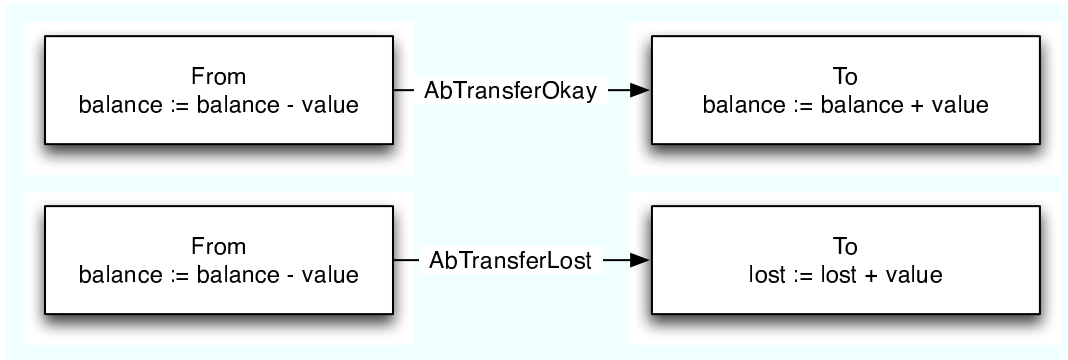 From
balance := balance - value
AbTransferOkay
To
balance := balance + value
From
balance := balance - value
AbTransferLost
To
lost := lost + value